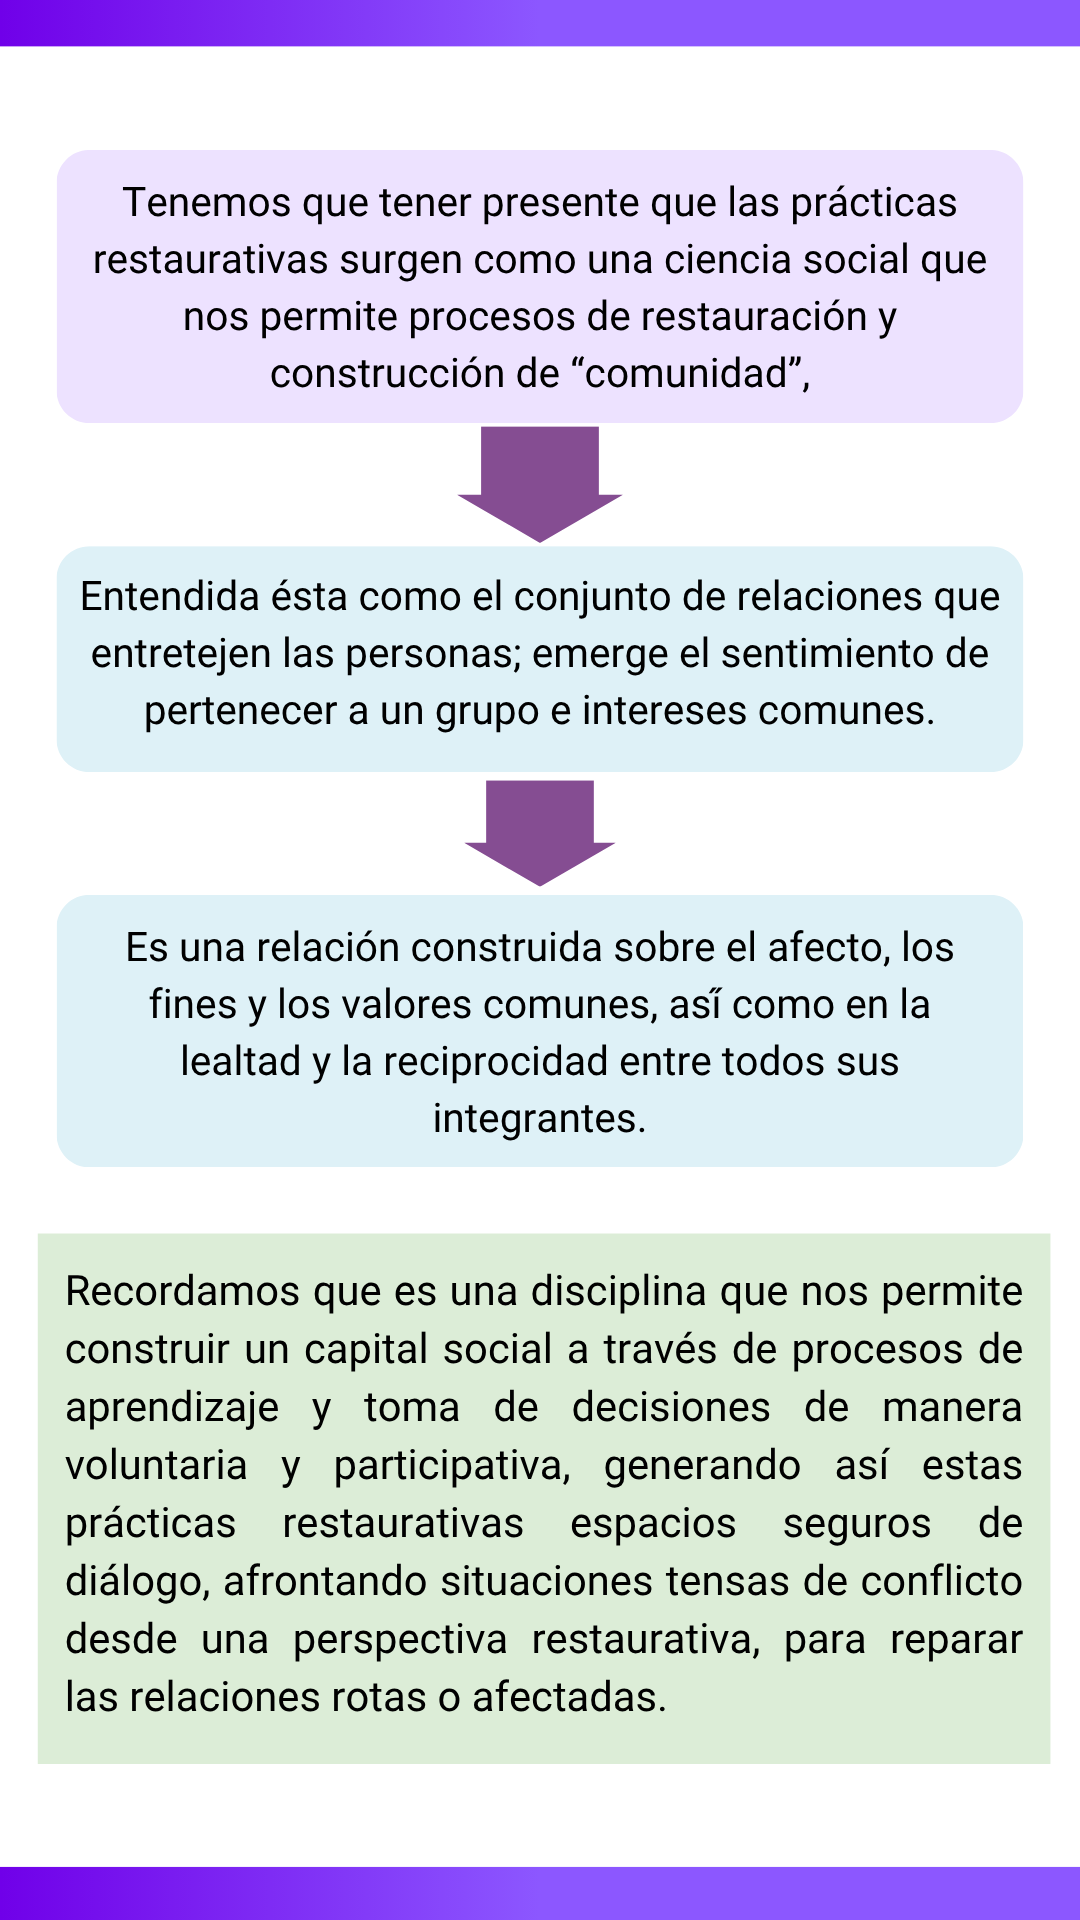 Tenemos que tener presente que las prácticas
restaurativas surgen como una ciencia social que
nos permite procesos de restauración y
construcción de “comunidad”,
Entendida ésta como el conjunto de relaciones que
entretejen las personas; emerge el sentimiento de
pertenecer a un grupo e intereses comunes.
Es una relación construida sobre el afecto, los
fines y los valores comunes, así́ como en la
lealtad y la reciprocidad entre todos sus
integrantes.
Recordamos que es una disciplina que nos permite
construir un capital social a través de procesos de
aprendizaje y toma de decisiones de manera
voluntaria y participativa, generando así estas
prácticas restaurativas espacios seguros de
diálogo, afrontando situaciones tensas de conflicto
desde una perspectiva restaurativa, para reparar
las relaciones rotas o afectadas.